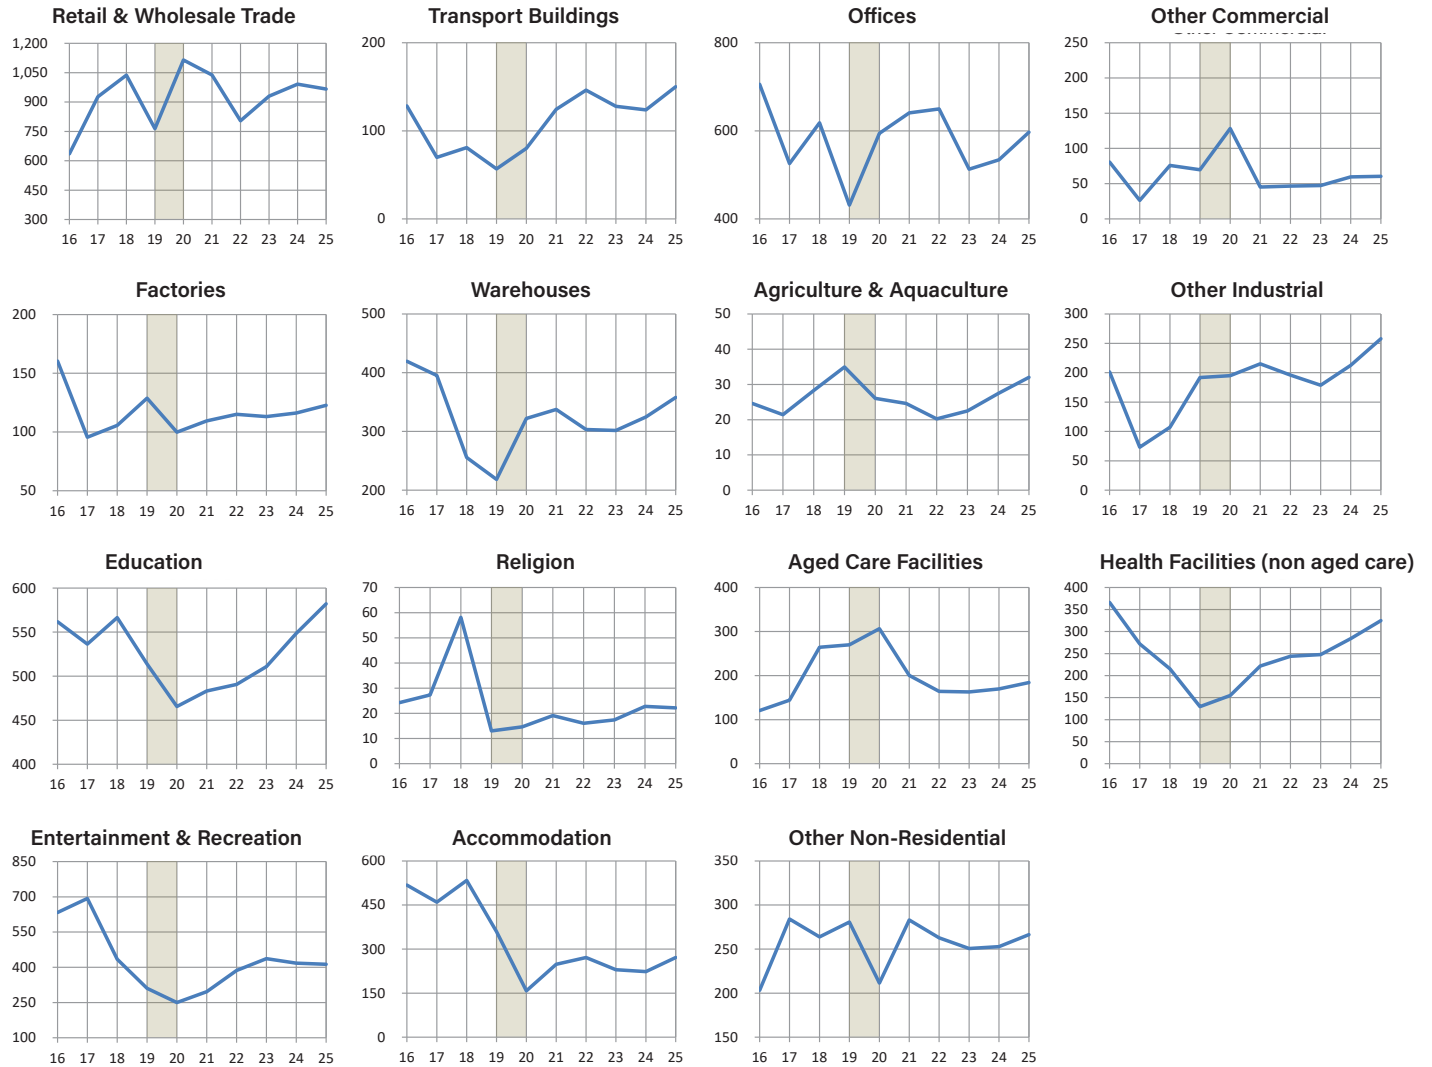 Retail & Wholesale Trade
1,200
1,050
900
750
600
450
300
16 17 18 19 20 21 22 23 24 25
Transport Buildings
200
100
0
16 17 18 19 20 21 22 23 24 25
Offices
800
600
400
16 17 18 19 20 21 22 23 24 25
Other Commercial
Other Commercial
250
200
150
100
50
0
16 17 18 19 20 21 22 23 24 25
Factories
200
150
100
50
16 17 18 19 20 21 22 23 24 25
Warehouses
500
400
300
200
16 17 18 19 20 21 22 23 24 25
Agriculture & Aquaculture
50
40
30
20
10
0
16 17 18 19 20 21 22 23 24 25
Other Industrial
300
250
200
150
100
50
0
16 17 18 19 20 21 22 23 24 25
Education
600
550
500
450
400
16 17 18 19 20 21 22 23 24 25
Religion
70
60
50
40
30
20
10
0
16 17 18 19 20 21 22 23 24 25
Aged Care Facilities
400
300
200
100
0
16 17 18 19 20 21 22 23 24 25
Health Facilities (non aged care)
400
350
300
250
200
150
100
50
0
16 17 18 19 20 21 22 23 24 25
Entertainment & Recreation
850
700
550
400
250
100
16 17 18 19 20 21 22 23 24 25
Accommodation
600
450
300
150
0
16 17 18 19 20 21 22 23 24 25
Other Non-Residential
350
300
250
200
150
16 17 18 19 20 21 22 23 24 25